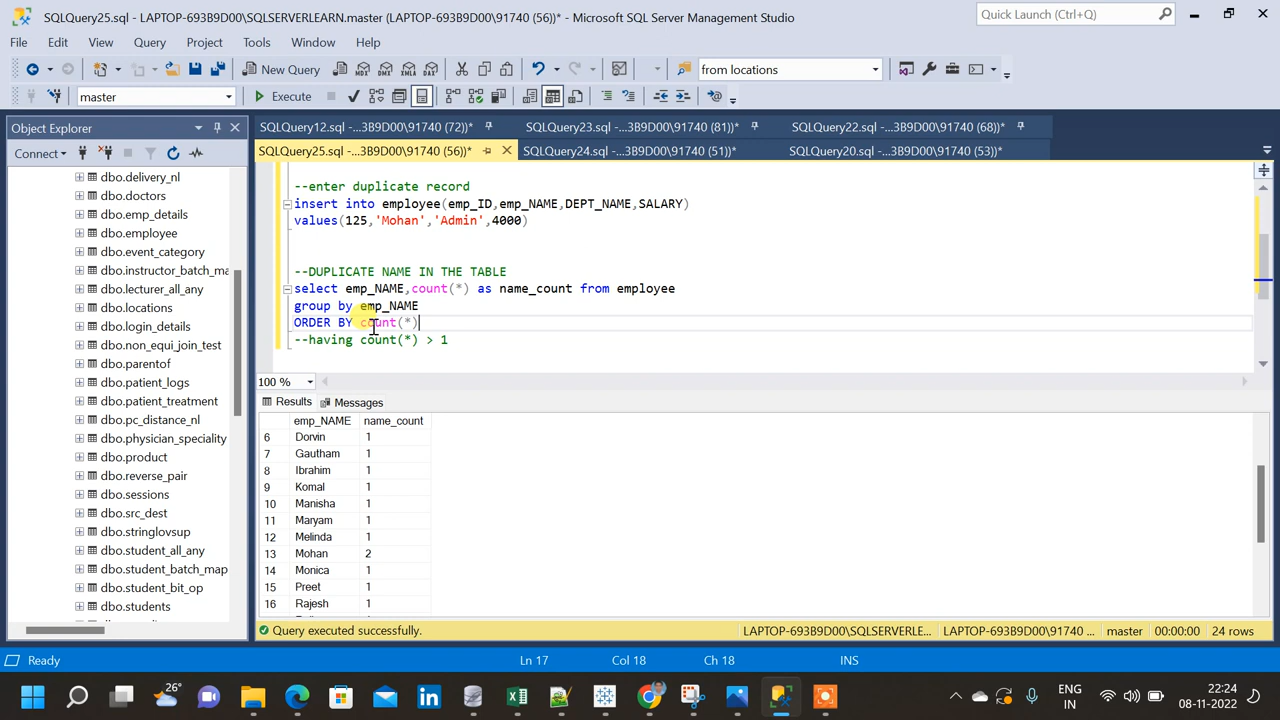 SQLQuery25.sql - LAPTOP-693B9D00\SQLSERVERLEARN.master (LAPTOP-693B9D00\91740 (56))* - Microsoft SQL Server Management Studio
Quick Launch (Ctrl+Q)
File Edit View Query Project Tools Window Help
New Query MDX DMX XMLA DAX from locations
master Execute
Object Explorer
Connect
SQLQuery12.sql -...3B9D00\91740 (72))* SQLQuery23.sql -...3B9D00\91740 (81))* SQLQuery22.sql -...3B9D00\91740 (68))*
SQLQuery25.sql -...3B9D00\91740 (56))* SQLQuery24.sql -...3B9D00\91740 (51))* SQLQuery20.sql -...3B9D00\91740 (53))*
dbo.delivery_nl
dbo.doctors
dbo.emp_details
dbo.employee
dbo.event_category
dbo.instructor_batch_ma
dbo.lecturer_all_any
dbo.locations
dbo.login_details
dbo.non_equi_join_test
dbo.parentof
dbo.patient_logs
dbo.patient_treatment
dbo.pc_distance_nl
dbo.physician_speciality
dbo.product
dbo.reverse_pair
dbo.sessions
dbo.src_dest
dbo.stringlovsup
dbo.student_all_any
dbo.student_batch_map
dbo.student_bit_op
dbo.students
--enter duplicate record
insert into employee(emp_ID,emp_NAME,DEPT_NAME,SALARY)
values(125,'Mohan','Admin',4000)
--DUPLICATE NAME IN THE TABLE
select emp_NAME,count(*) as name_count from employee
group by emp_NAME
ORDER BY count(*)
--having count(*) > 1
100 %
Results Messages
emp_NAME name_count
6 Dorvin 1
7 Gautham 1
8 Ibrahim 1
9 Komal 1
10 Manisha 1
11 Maryam 1
12 Melinda 1
13 Mohan 2
14 Monica 1
15 Preet 1
16 Rajesh 1
Query executed successfully. LAPTOP-693B9D00\SQLSERVERLE... LAPTOP-693B9D00\91740 ... master 00:00:00 24 rows
Ready Ln 17 Col 18 Ch 18 INS
26° ENG 22:24
IN 08-11-2022